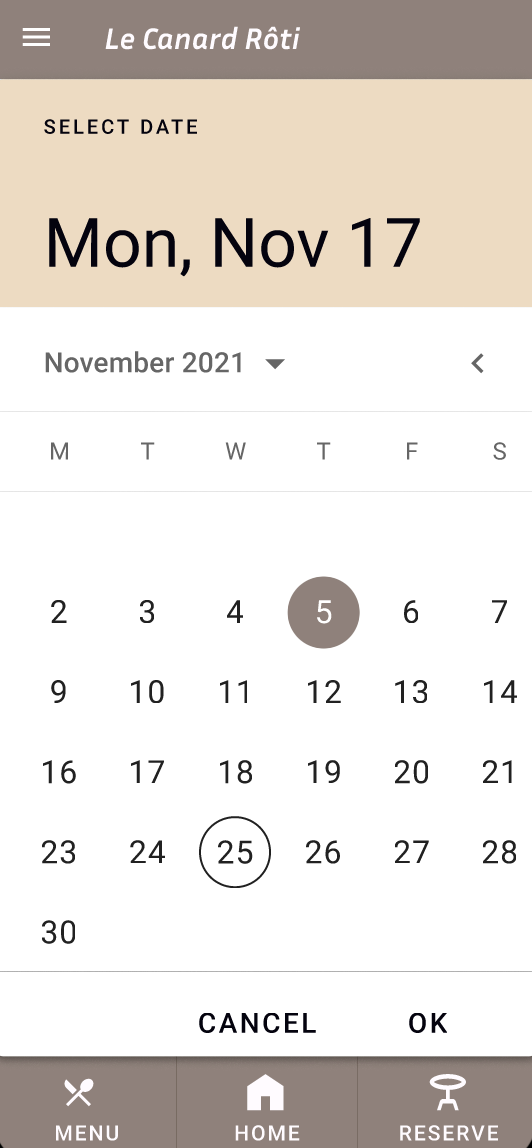 Le Canard Rôti
SELECT DATE
Mon, Nov 17
November 2021
M T W T F S
2 3 4 5 6 7
9 10 11 12 13 14
16 17 18 19 20 21
23 24 25 26 27 28
30
CANCEL OK
MENU HOME RESERVE